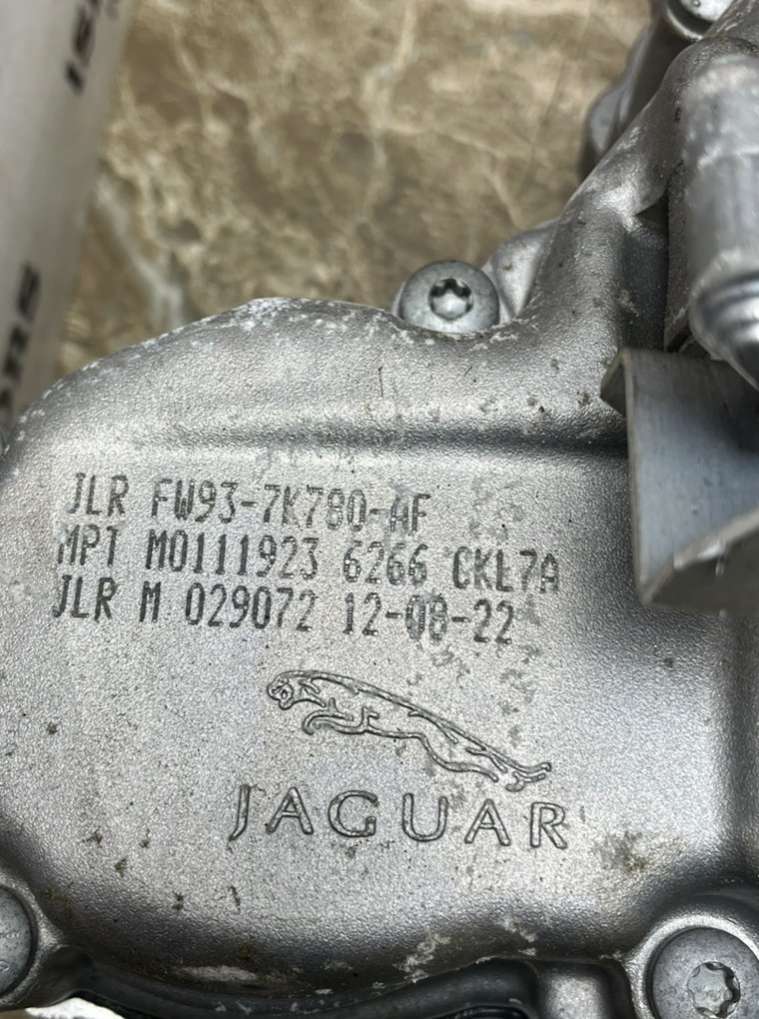 JLR FW93-7K780-AF
MPT M0111923 6266 CKL7A
JLR M 029072 12-08-22
JAGUAR